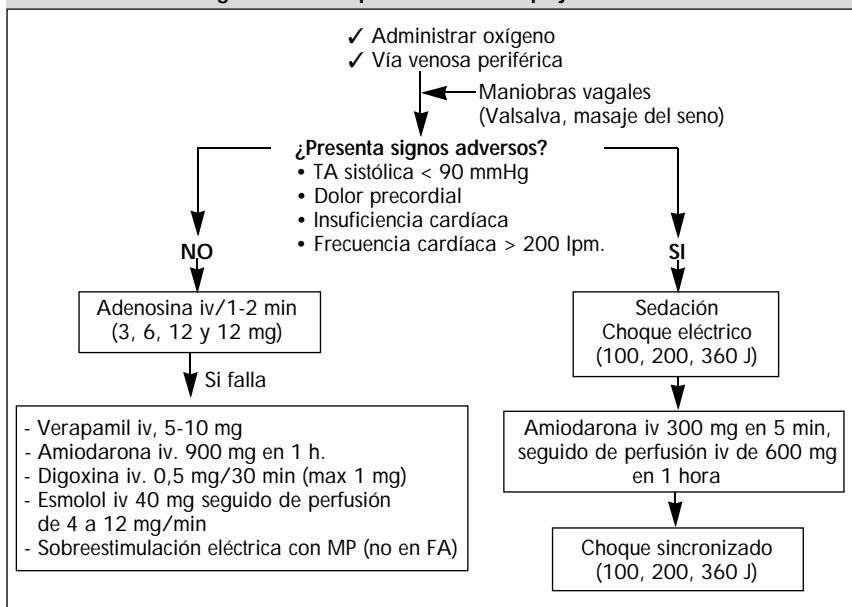 ✓ Administrar oxígeno
✓ Vía venosa periférica
Maniobras vagales
(Valsalva, masaje del seno)
¿Presenta signos adversos?
• TA sistólica < 90 mmHg
• Dolor precordial
• Insuficiencia cardíaca
• Frecuencia cardíaca > 200 lpm.
NO
SI
Adenosina iv/1-2 min
(3, 6, 12 y 12 mg)
Si falla
- Verapamil iv, 5-10 mg
- Amiodarona iv. 900 mg en 1 h.
- Digoxina iv. 0,5 mg/30 min (max 1 mg)
- Esmolol iv 40 mg seguido de perfusión
de 4 a 12 mg/min
- Sobreestimulación eléctrica con MP (no en FA)
Sedación
Choque eléctrico
(100, 200, 360 J)
Amiodarona iv 300 mg en 5 min,
seguido de perfusión iv de 600 mg
en 1 hora
Choque sincronizado
(100, 200, 360 J)